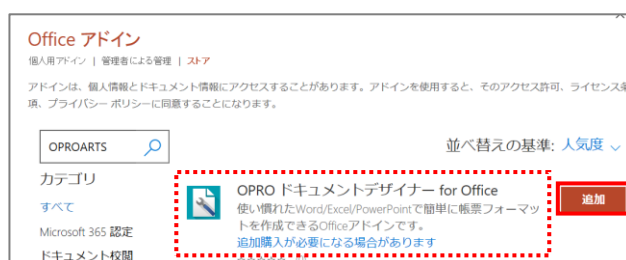 Office アドイン
個人用アドイン | 管理者による管理 | ストア
アドインは、個人情報とドキュメント情報にアクセスすることがあります。アドインを使用すると、そのアクセス許可、ライセンス条
項、プライバシー ポリシーに同意することになります。
OPROARTS
並べ替えの基準: 人気度
カテゴリ
すべて
Microsoft 365 認定
ドキュメント校閲
OPRO ドキュメントデザイナー for Office
使い慣れたWord/Excel/PowerPointで簡単に帳票フォーマッ
トを作成できるOfficeアドインです。
追加購入が必要になる場合があります
追加